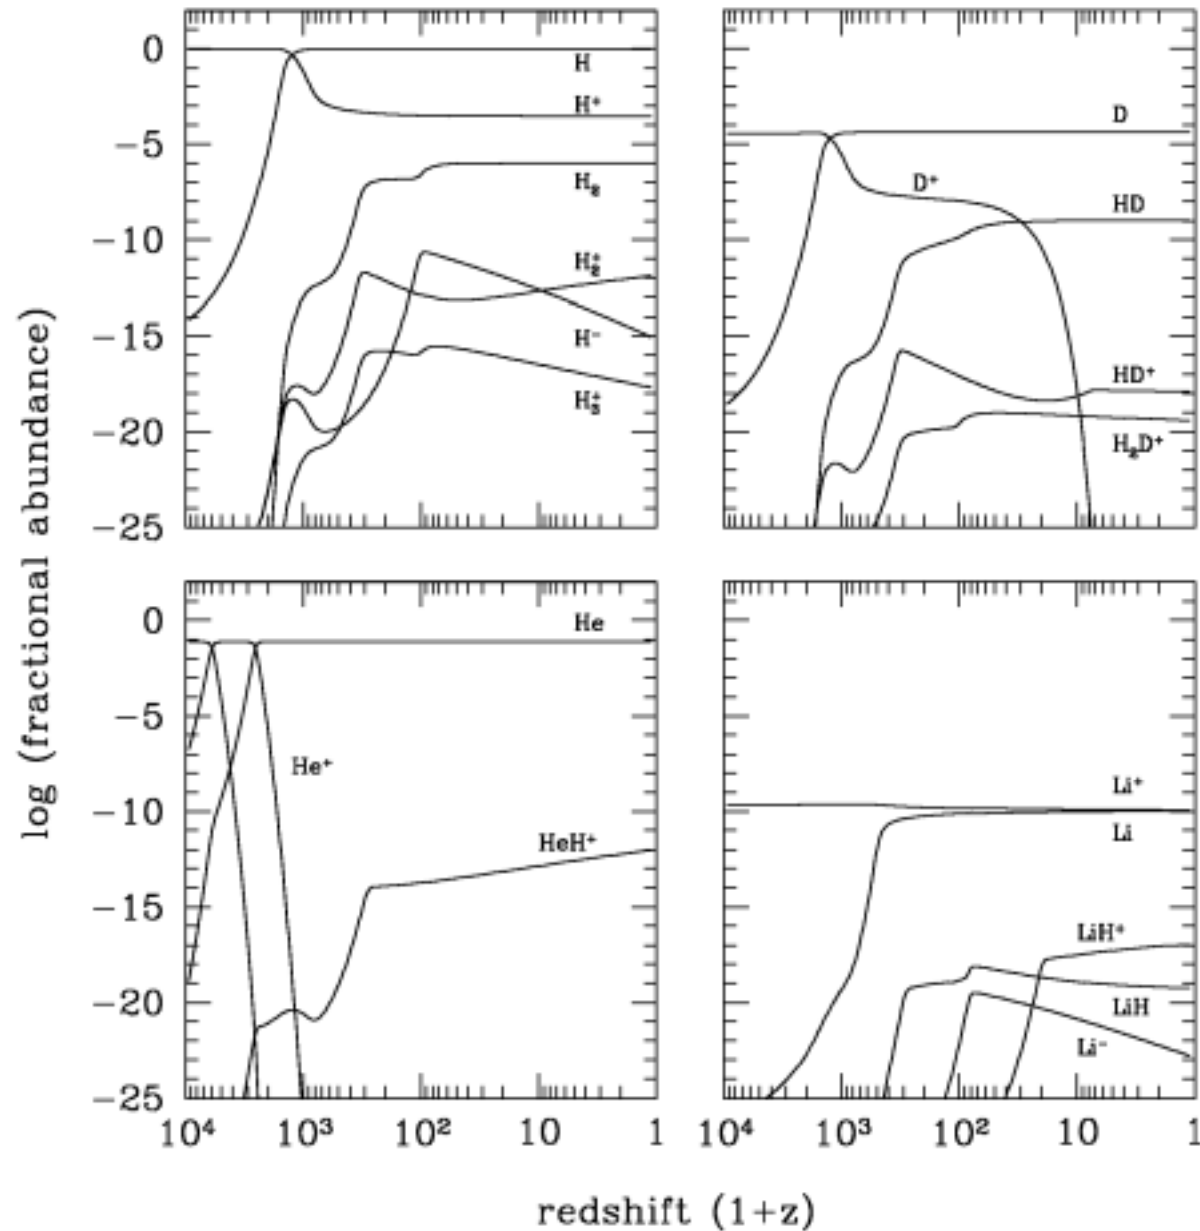 log (fractional abundance)
0
−5
−10
−15
−20
−25
H
H⁺
H₂
H₂⁺
H⁻
H₃⁺
D
D⁺
HD
HD⁺
H₂D⁺
0
−5
−10
−15
−20
−25
He
He⁺
HeH⁺
Li⁺
Li
LiH⁺
LiH
Li⁻
10⁴ 10³ 10² 10 1
10⁴ 10³ 10² 10 1
redshift (1+z)